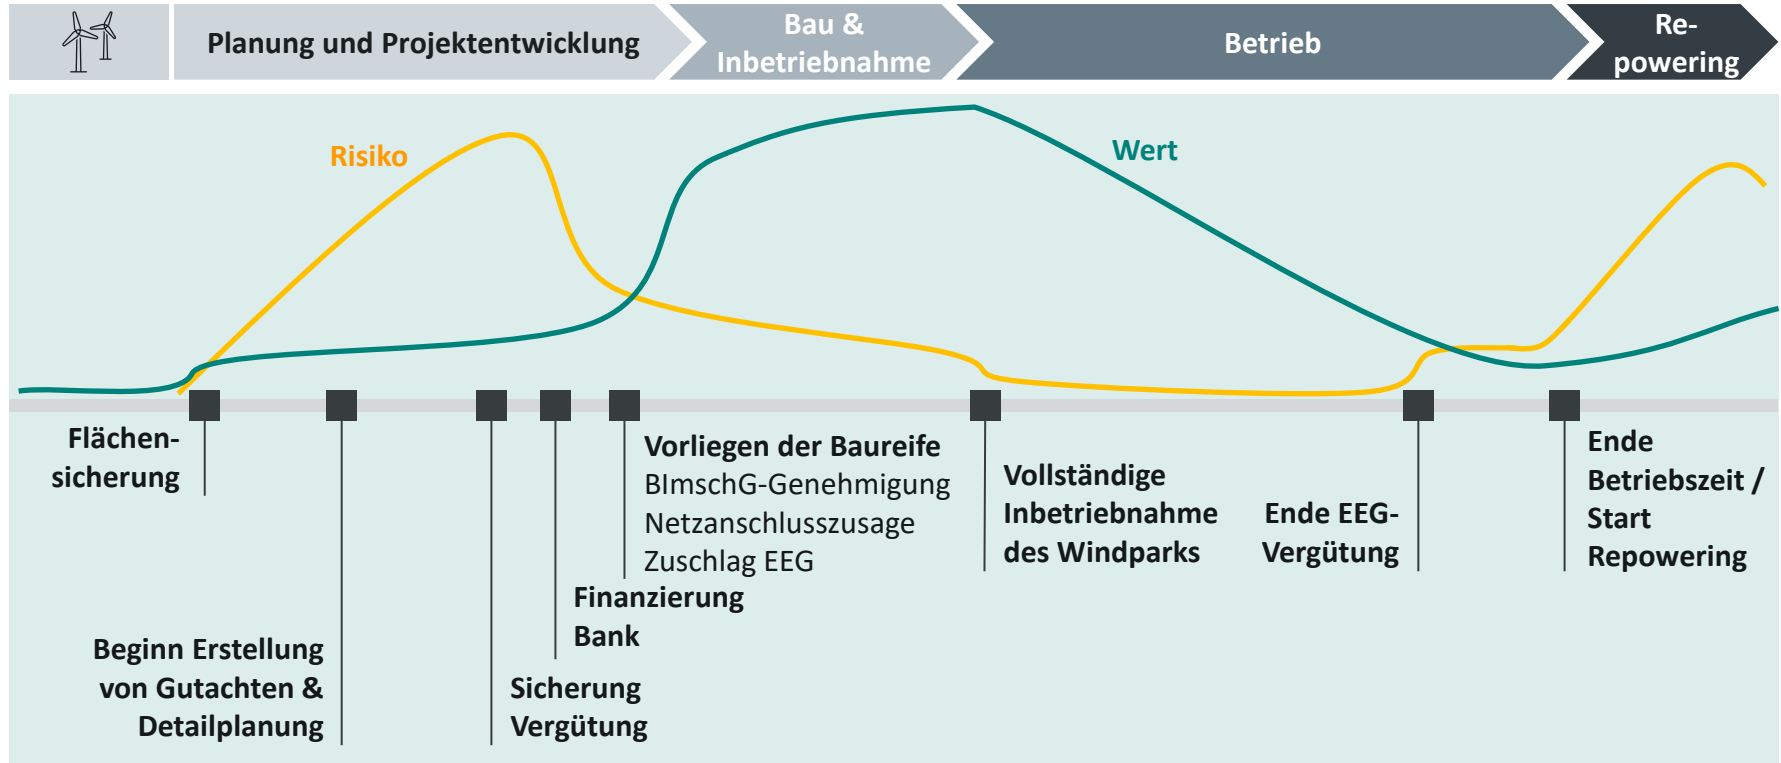 Planung und Projektentwicklung
Bau &
Inbetriebnahme
Betrieb
Re-
powering
Risiko
Wert
Flächen-
sicherung
Beginn Erstellung
von Gutachten &
Detailplanung
Sicherung
Vergütung
Finanzierung
Bank
Vorliegen der Baureife
BImschG-Genehmigung
Netzanschlusszusage
Zuschlag EEG
Vollständige
Inbetriebnahme
des Windparks
Ende EEG-
Vergütung
Ende
Betriebszeit /
Start
Repowering